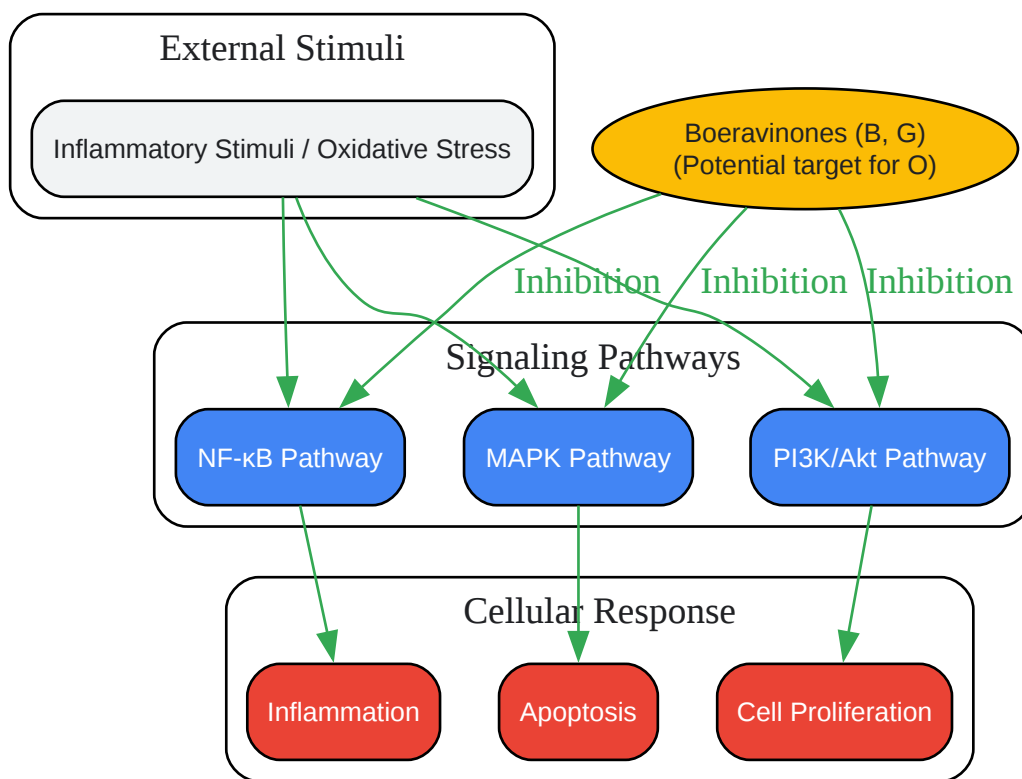 External Stimuli
Inflammatory Stimuli / Oxidative Stress
Boeravinones (B, G)
(Potential target for O)
Inhibition
Inhibition
Inhibition
Signaling Pathways
NF-κB Pathway
MAPK Pathway
PI3K/Akt Pathway
Cellular Response
Inflammation
Apoptosis
Cell Proliferation